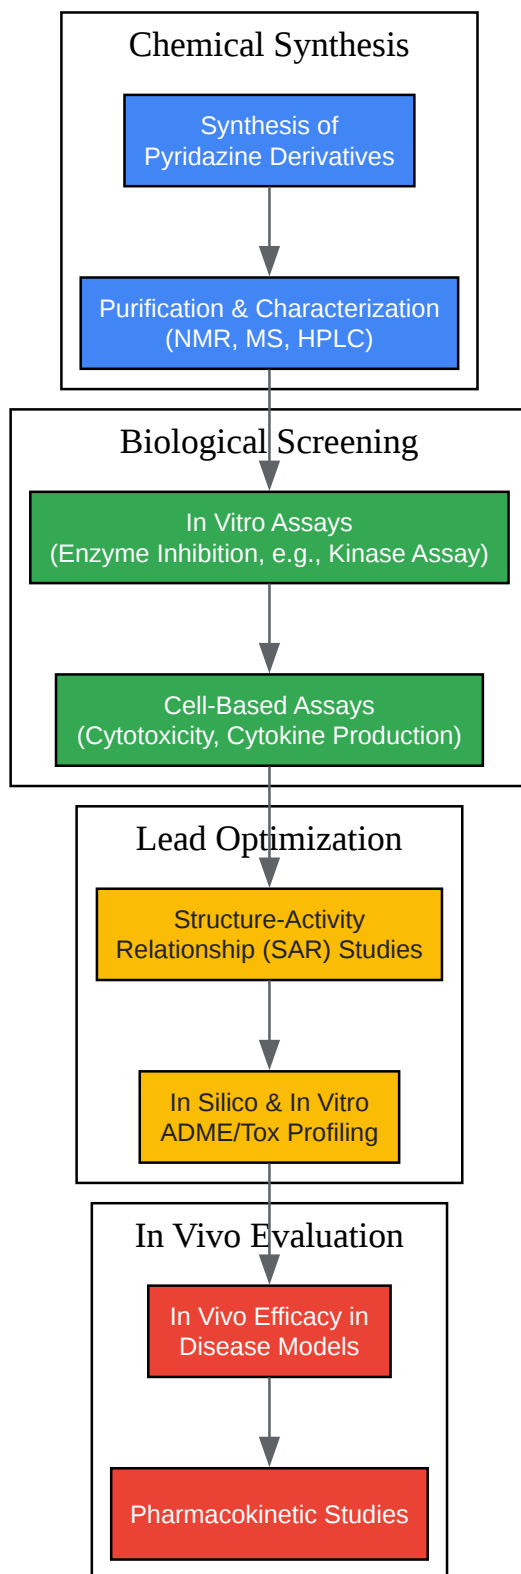 Chemical Synthesis
Synthesis of
Pyridazine Derivatives
Purification & Characterization
(NMR, MS, HPLC)
Biological Screening
In Vitro Assays
(Enzyme Inhibition, e.g., Kinase Assay)
Cell-Based Assays
(Cytotoxicity, Cytokine Production)
Lead Optimization
Structure-Activity
Relationship (SAR) Studies
In Silico & In Vitro
ADME/Tox Profiling
In Vivo Evaluation
In Vivo Efficacy in
Disease Models
Pharmacokinetic Studies